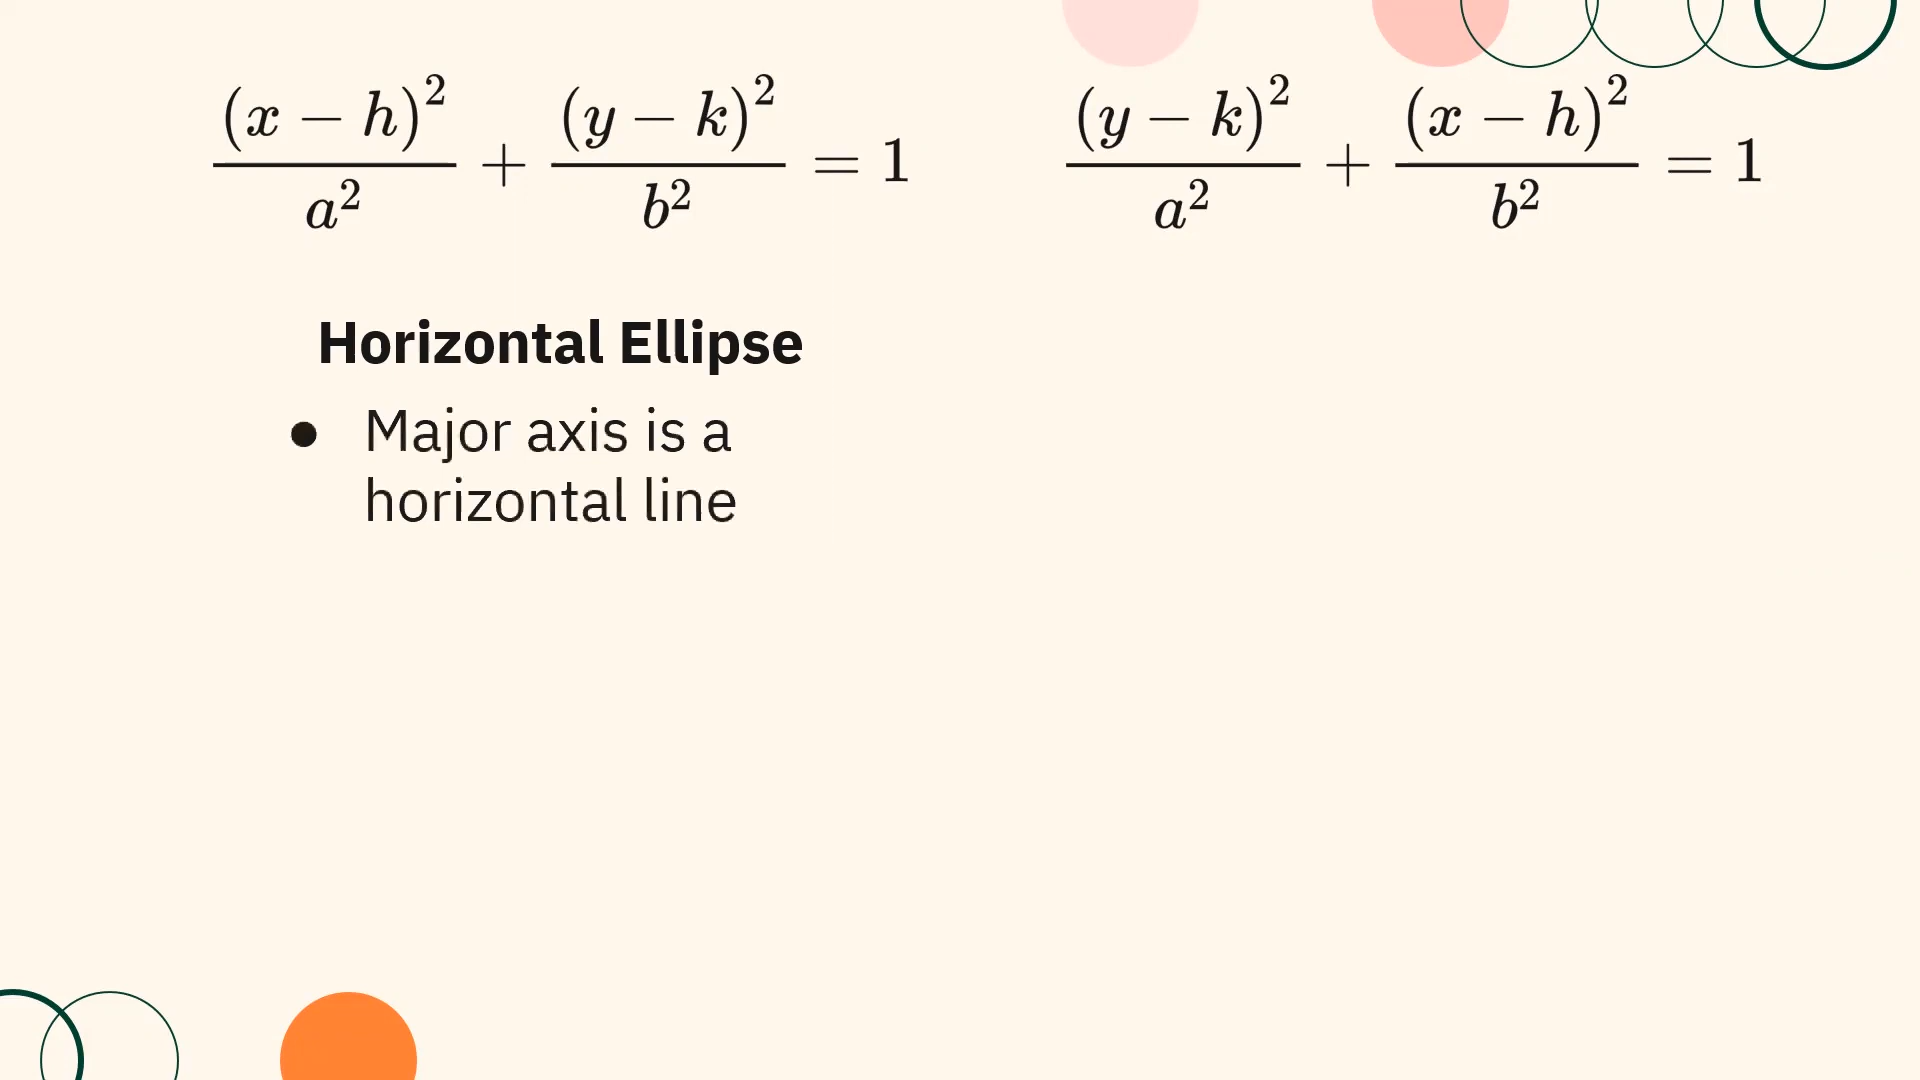 (x − h)² / a² + (y − k)² / b² = 1
(y − k)² / a² + (x − h)² / b² = 1
Horizontal Ellipse
● Major axis is a
horizontal line